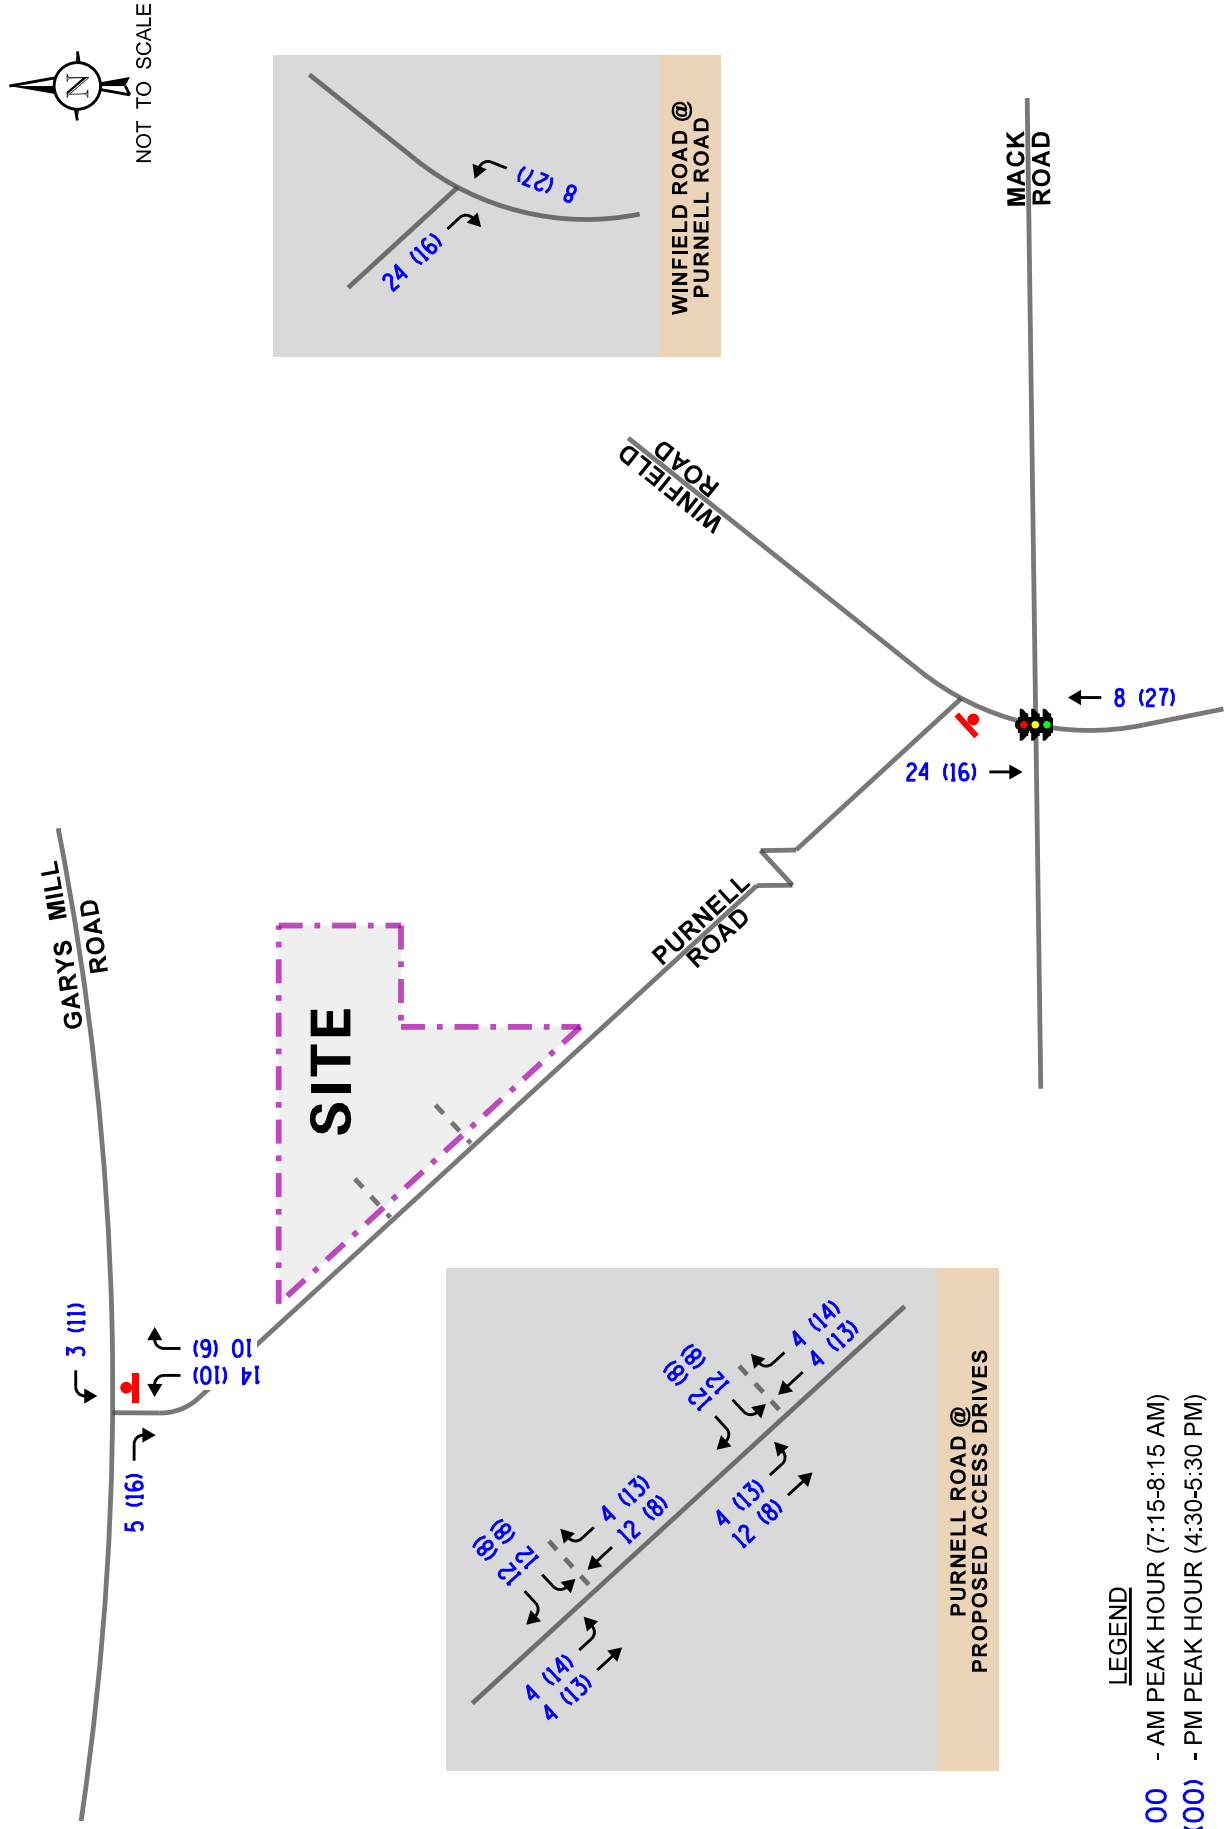 N
NOT TO SCALE
WINFIELD ROAD @
PURNELL ROAD
24 (16)
8 (27)
MACK
ROAD
WINFIELD
ROAD
8 (27)
24 (16)
GARYS MILL
ROAD
SITE
PURNELL
ROAD
3 (11)
10 (6)
14 (10)
5 (16)
12 (8)
12 (8)
4 (13)
12 (8)
4 (14)
4 (13)
12 (8)
12 (8)
4 (14)
4 (13)
4 (13)
12 (8)
PURNELL ROAD @
PROPOSED ACCESS DRIVES
LEGEND
00 - AM PEAK HOUR (7:15-8:15 AM)
(00) - PM PEAK HOUR (4:30-5:30 PM)